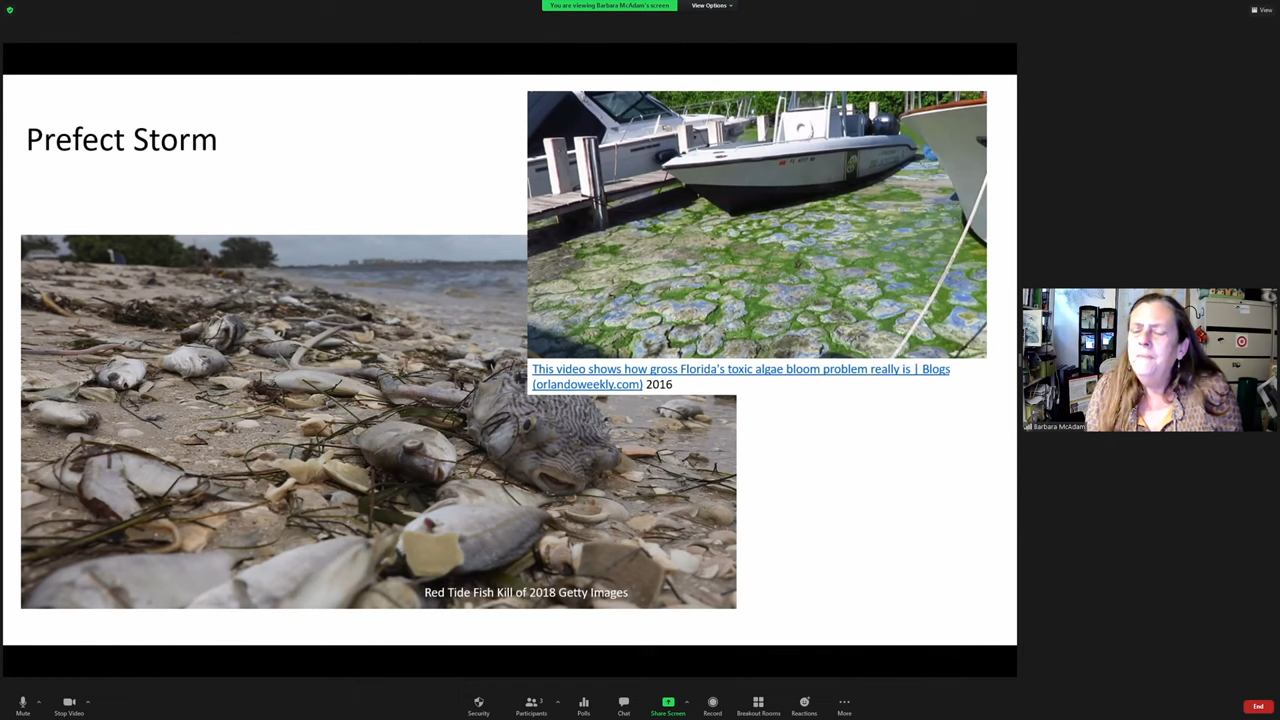 You are viewing Barbara McAdam's screen
View Options
View
Prefect Storm
This video shows how gross Florida's toxic algae bloom problem really is | Blogs
(orlandoweekly.com) 2016
Red Tide Fish Kill of 2018 Getty Images
Barbara McAdam
Mute
Stop Video
Security
Participants
3
Polls
Chat
Share Screen
Record
Breakout Rooms
Reactions
More
End